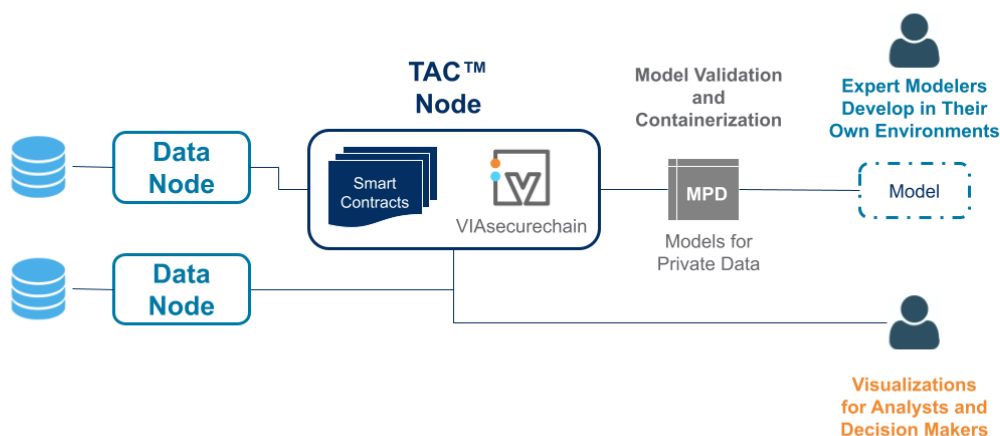 TAC™
Node
Data
Node
Data
Node
Smart
Contracts
VIAsecurechain
Model Validation
and
Containerization
MPD
Models for
Private Data
Expert Modelers
Develop in Their
Own Environments
Model
Visualizations
for Analysts and
Decision Makers